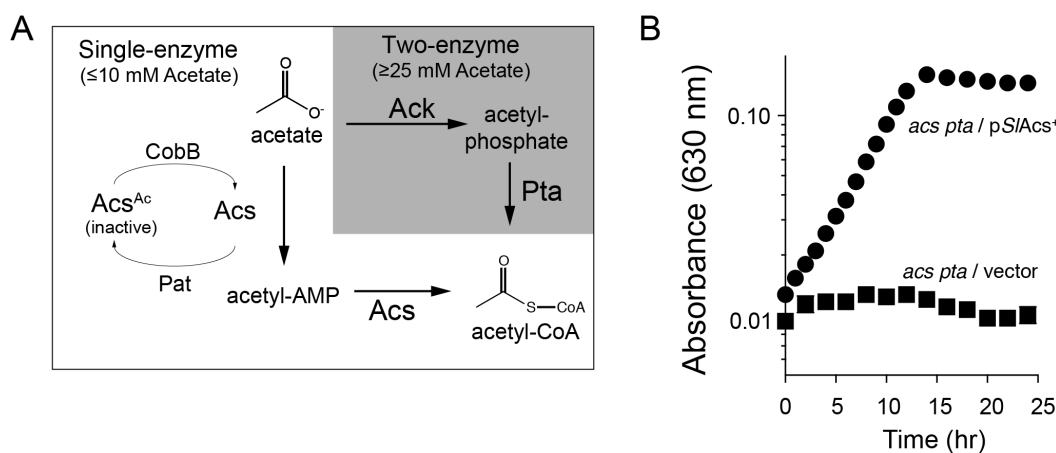 A
Single-enzyme
(≤10 mM Acetate)
Two-enzyme
(≥25 mM Acetate)
O
O-
acetate
Ack
acetyl-
phosphate
CobB
AcsAc
(inactive)
Acs
Pat
Pta
acetyl-AMP
Acs
O
S CoA
acetyl-CoA
B
Absorbance (630 nm)
0.10
0.01
acs pta / pSlAcs+
acs pta / vector
0 5 10 15 20 25
Time (hr)